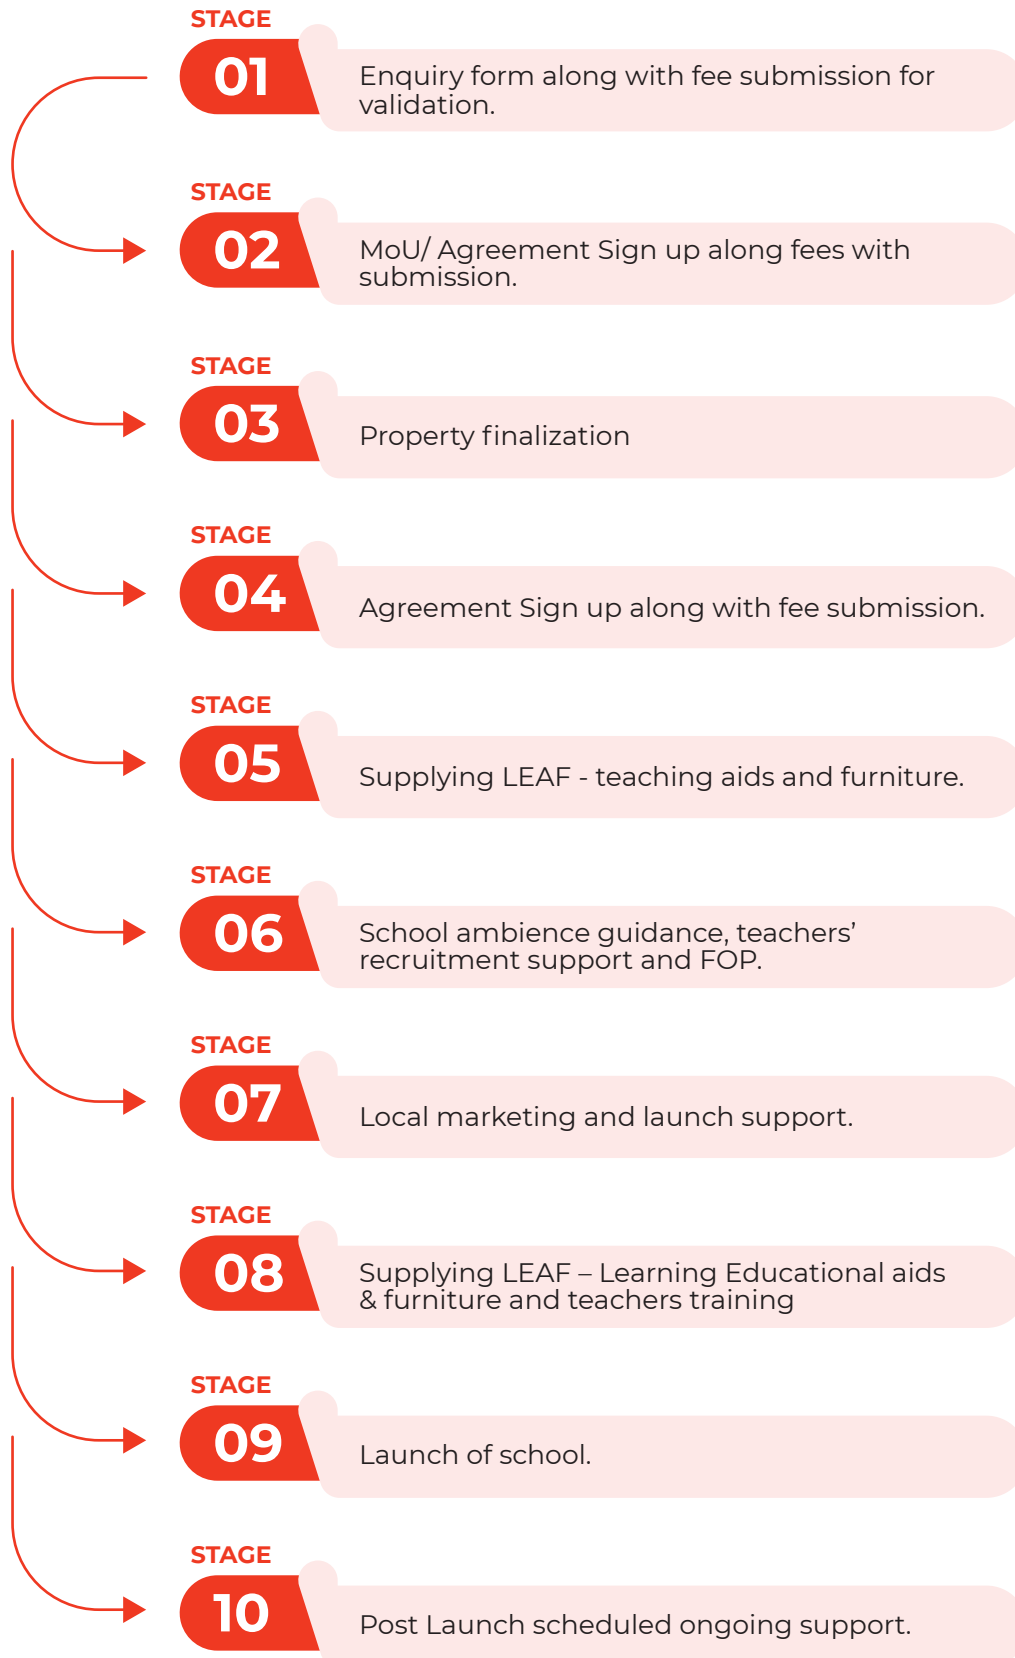 STAGE
01
Enquiry form along with fee submission for
validation.
STAGE
02
MoU/ Agreement Sign up along fees with
submission.
STAGE
03
Property finalization
STAGE
04
Agreement Sign up along with fee submission.
STAGE
05
Supplying LEAF - teaching aids and furniture.
STAGE
06
School ambience guidance, teachers’
recruitment support and FOP.
STAGE
07
Local marketing and launch support.
STAGE
08
Supplying LEAF – Learning Educational aids
& furniture and teachers training
STAGE
09
Launch of school.
STAGE
10
Post Launch scheduled ongoing support.